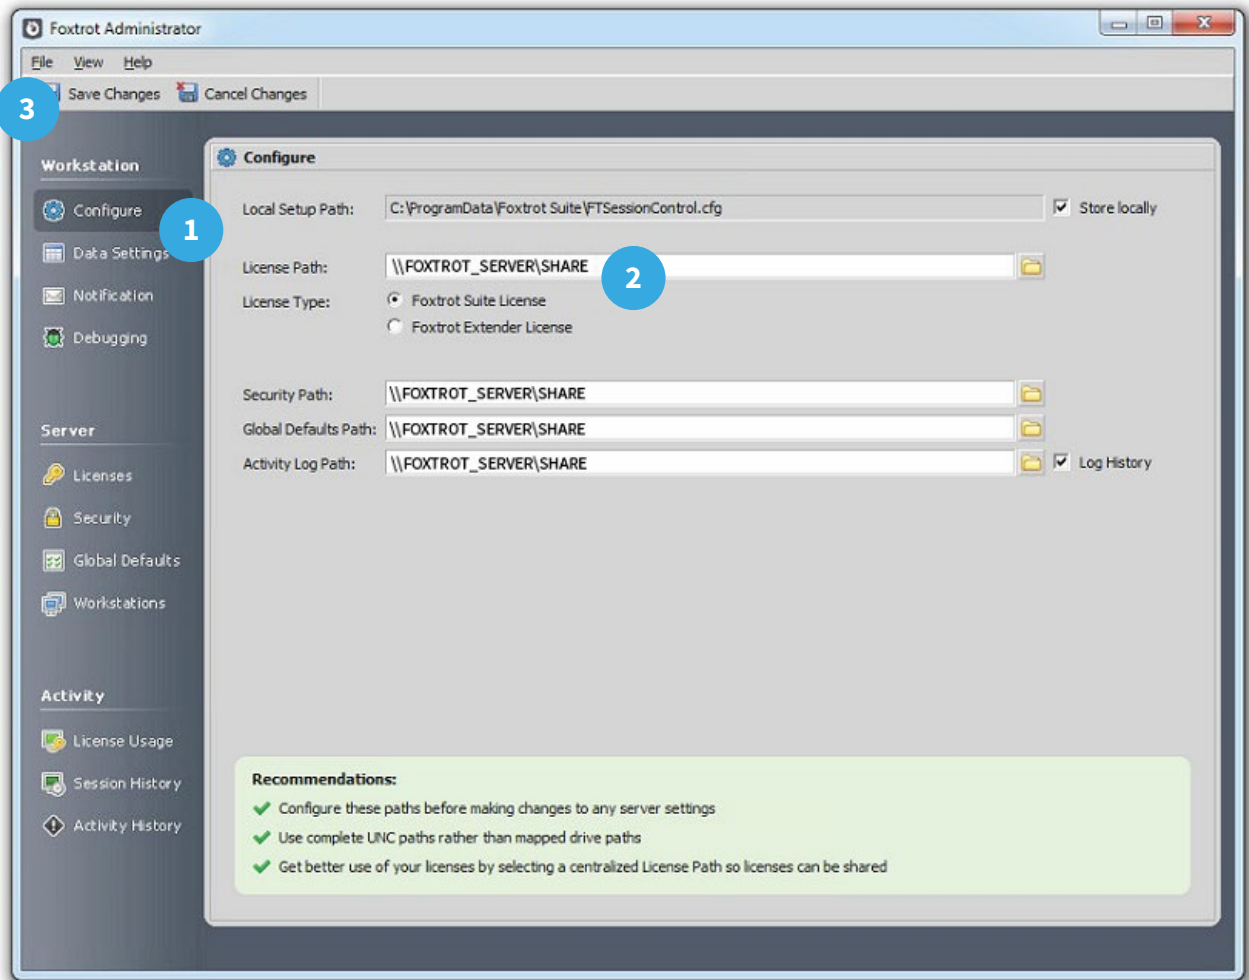 Foxtrot Administrator
File View Help
3 Save Changes Cancel Changes
Workstation
Configure
1
Data Settings
Notification
Debugging
Server
Licenses
Security
Global Defaults
Workstations
Activity
License Usage
Session History
Activity History
Configure
Local Setup Path: C:\ProgramData\Foxtrot Suite\FTSessionControl.cfg Store locally
License Path: \\FOXTROT_SERVER\SHARE
2
License Type: Foxtrot Suite License
Foxtrot Extender License
Security Path: \\FOXTROT_SERVER\SHARE
Global Defaults Path: \\FOXTROT_SERVER\SHARE
Activity Log Path: \\FOXTROT_SERVER\SHARE Log History
Recommendations:
Configure these paths before making changes to any server settings
Use complete UNC paths rather than mapped drive paths
Get better use of your licenses by selecting a centralized License Path so licenses can be shared